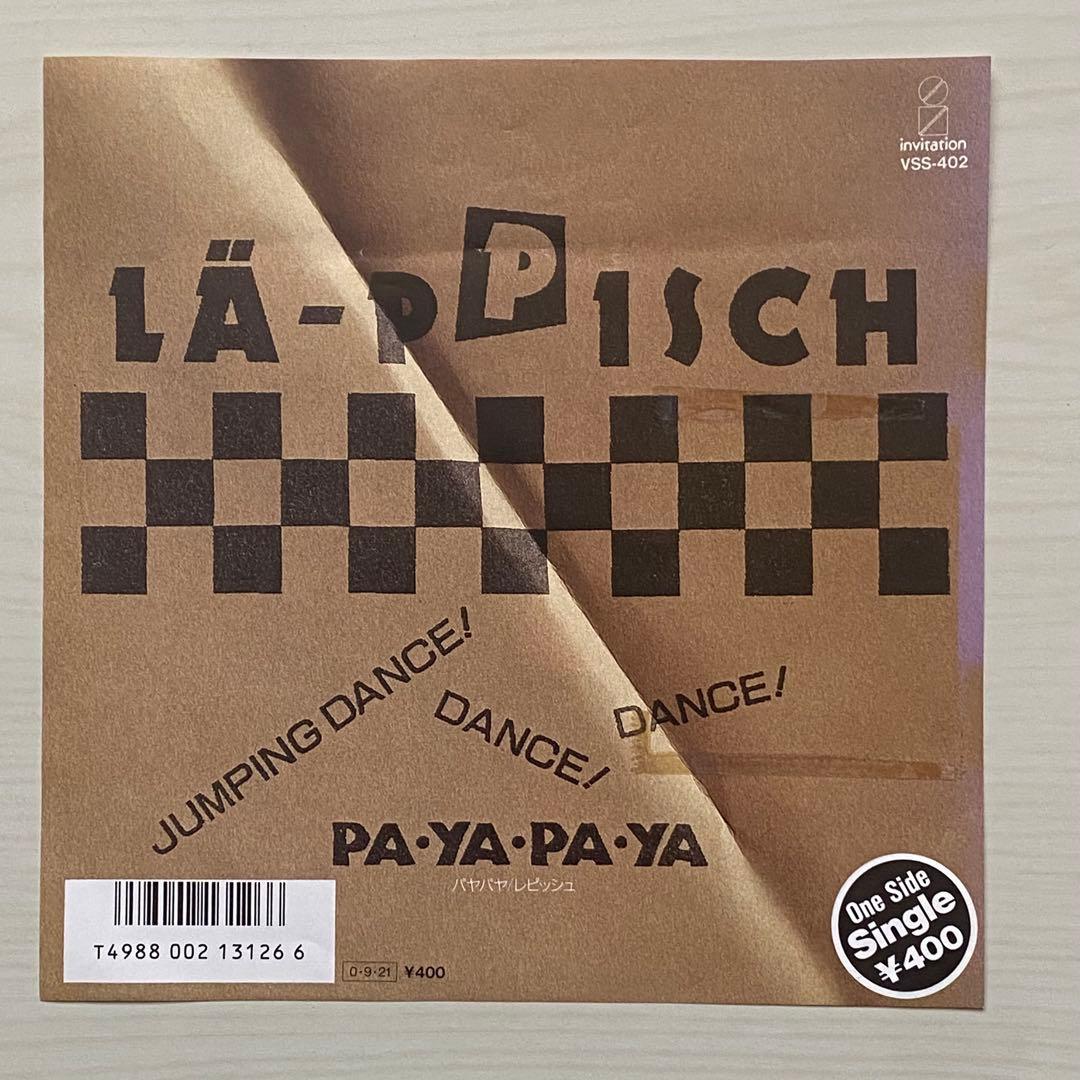 invitation
VSS-402
LÄ-PPISCH
JUMPING DANCE!
DANCE!
DANCE!
PA・YA・PA・YA
パヤパヤ/レピッシュ
T4988 002 13126 6
0・9・21 ¥400
One Side
Single
¥400